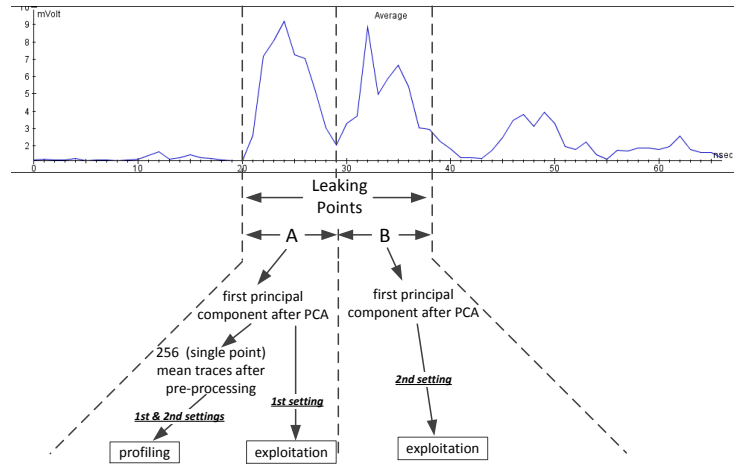 10
mVolt
Average
9
8
7
6
5
4
3
2
0 10 20 30 40 50 60
nsec
Leaking
Points
A B
first principal
component after PCA
first principal
component after PCA
256 (single point)
mean traces after
pre-processing
2nd setting
1st setting
1st & 2nd settings
profiling exploitation exploitation